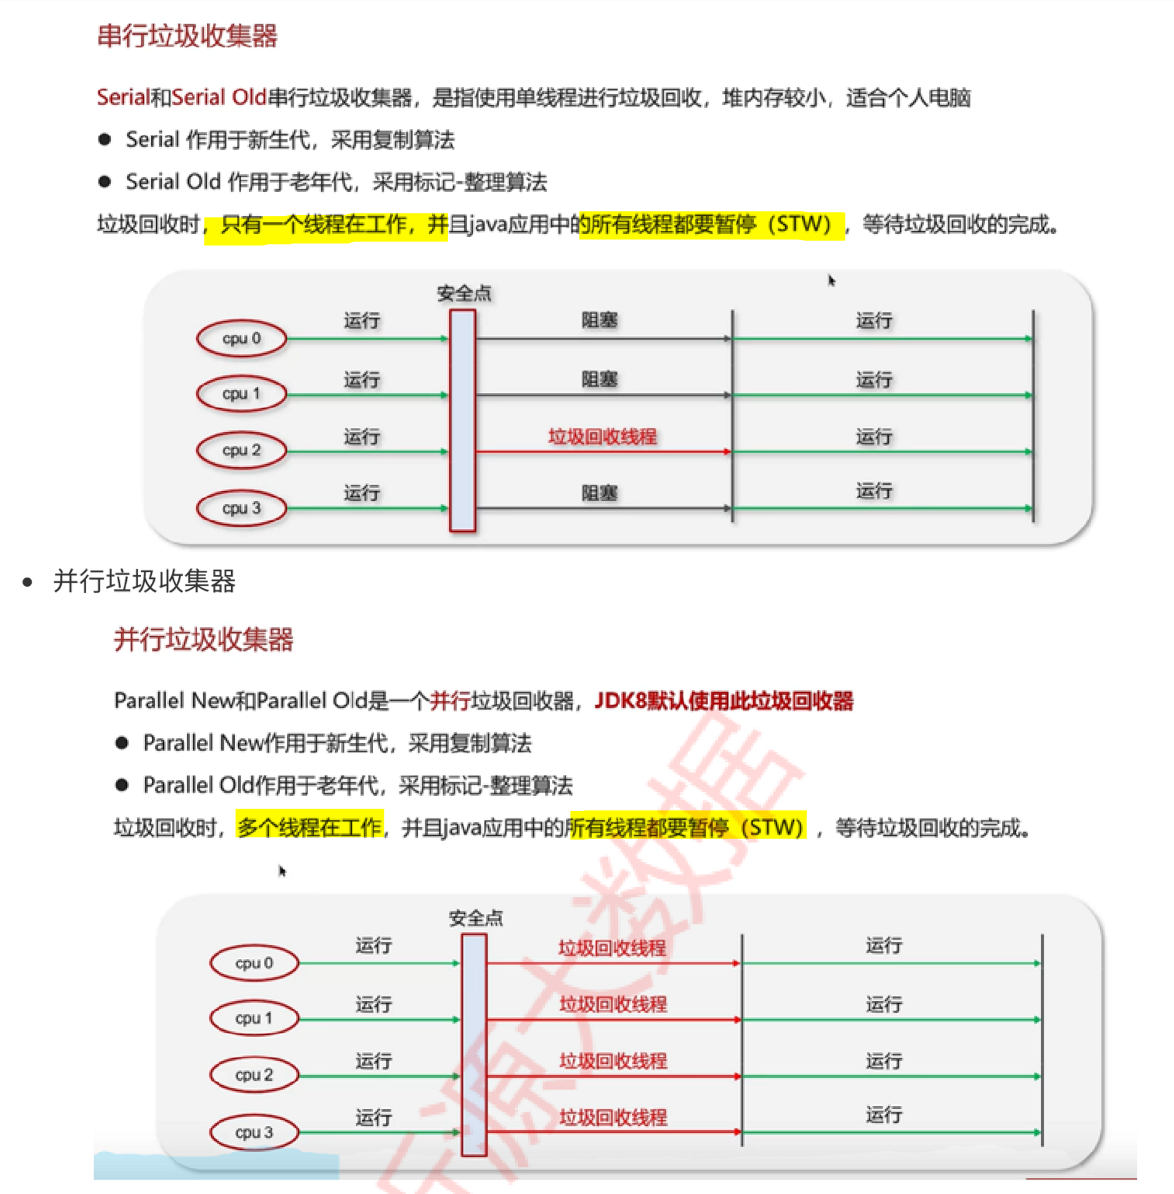 串行垃圾收集器
Serial和Serial Old串行垃圾收集器，是指使用单线程进行垃圾回收，堆内存较小，适合个人电脑
● Serial 作用于新生代，采用复制算法
● Serial Old 作用于老年代，采用标记-整理算法
垃圾回收时，只有一个线程在工作，并且java应用中的所有线程都要暂停（STW），等待垃圾回收的完成。
安全点
cpu 0 运行 阻塞 运行
cpu 1 运行 阻塞 运行
cpu 2 运行 垃圾回收线程 运行
cpu 3 运行 阻塞 运行
• 并行垃圾收集器
并行垃圾收集器
Parallel New和Parallel Old是一个并行垃圾回收器，JDK8默认使用此垃圾回收器
● Parallel New作用于新生代，采用复制算法
● Parallel Old作用于老年代，采用标记-整理算法
垃圾回收时，多个线程在工作，并且java应用中的所有线程都要暂停（STW），等待垃圾回收的完成。
安全点
cpu 0 运行 垃圾回收线程 运行
cpu 1 运行 垃圾回收线程 运行
cpu 2 运行 垃圾回收线程 运行
cpu 3 运行 垃圾回收线程 运行
源大数据